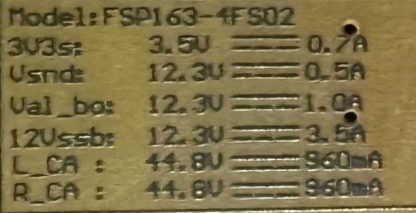 Model:FSP163-4FS02
3V3s: 3.5V ⎓ 0.7A
Vsnd: 12.3V ⎓ 0.5A
Val_bo: 12.3V ⎓ 1.0A
12Vssb: 12.3V ⎓ 3.5A
L_CA : 44.8V ⎓ 960mA
R_CA : 44.8V ⎓ 960mA